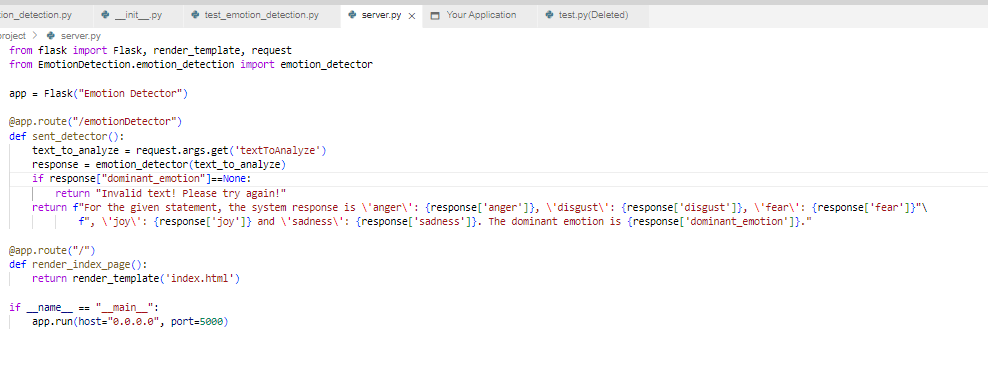 ion_detection.py __init__.py test_emotion_detection.py server.py Your Application test.py(Deleted)
project > server.py
from flask import Flask, render_template, request
from EmotionDetection.emotion_detection import emotion_detector
app = Flask("Emotion Detector")
@app.route("/emotionDetector")
def sent_detector():
text_to_analyze = request.args.get('textToAnalyze')
response = emotion_detector(text_to_analyze)
if response["dominant_emotion"]==None:
return "Invalid text! Please try again!"
return f"For the given statement, the system response is \'anger\': {response['anger']}, \'disgust\': {response['disgust']}, \'fear\': {response['fear']}"\
f", \'joy\': {response['joy']} and \'sadness\': {response['sadness']}. The dominant emotion is {response['dominant_emotion']}."
@app.route("/")
def render_index_page():
return render_template('index.html')
if __name__ == "__main__":
app.run(host="0.0.0.0", port=5000)